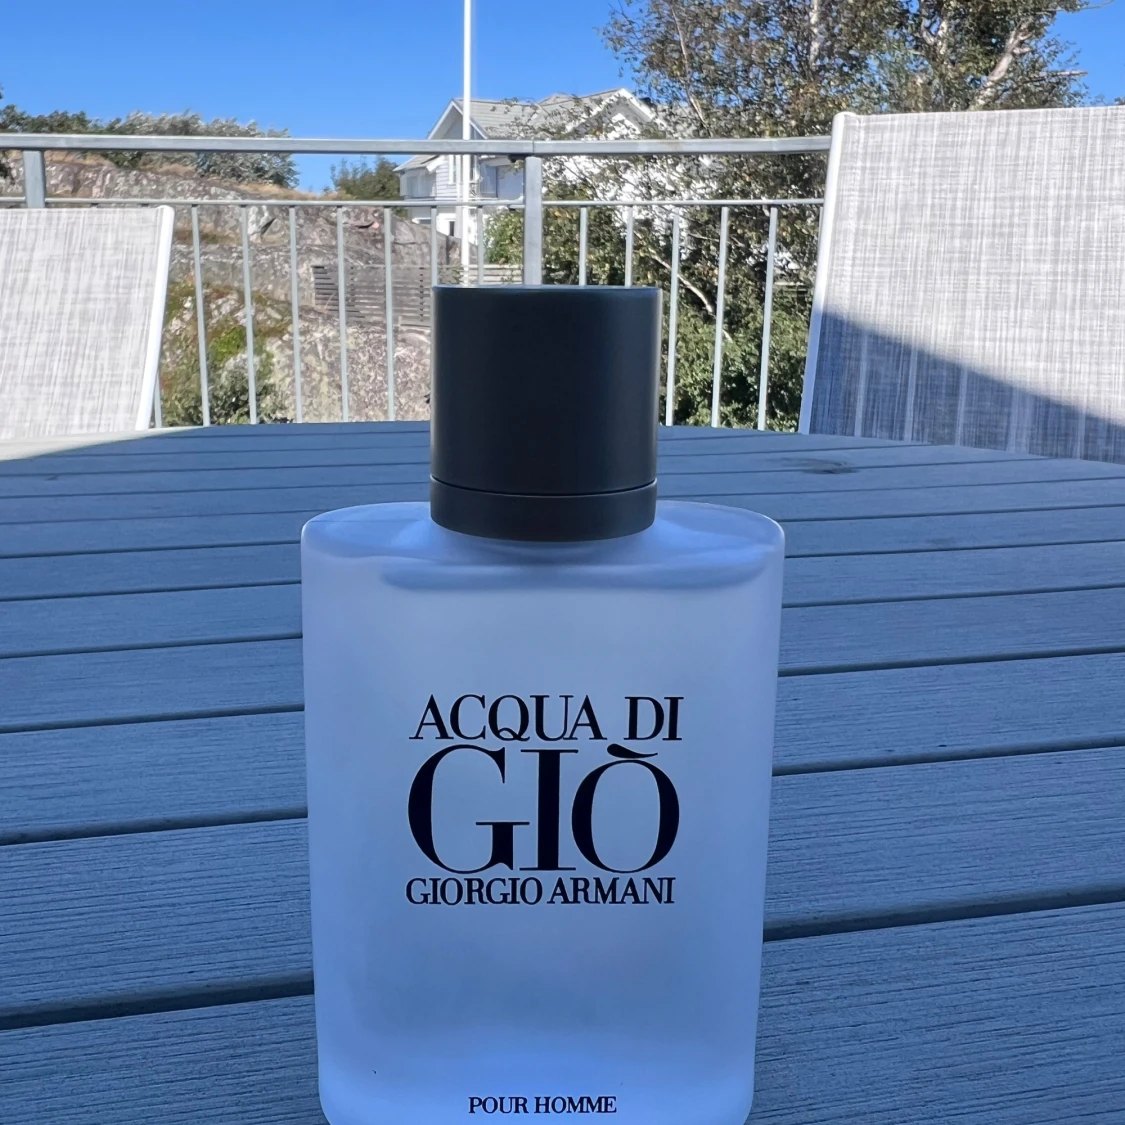 ACQUA DI
GIÒ
GIORGIO ARMANI
POUR HOMME